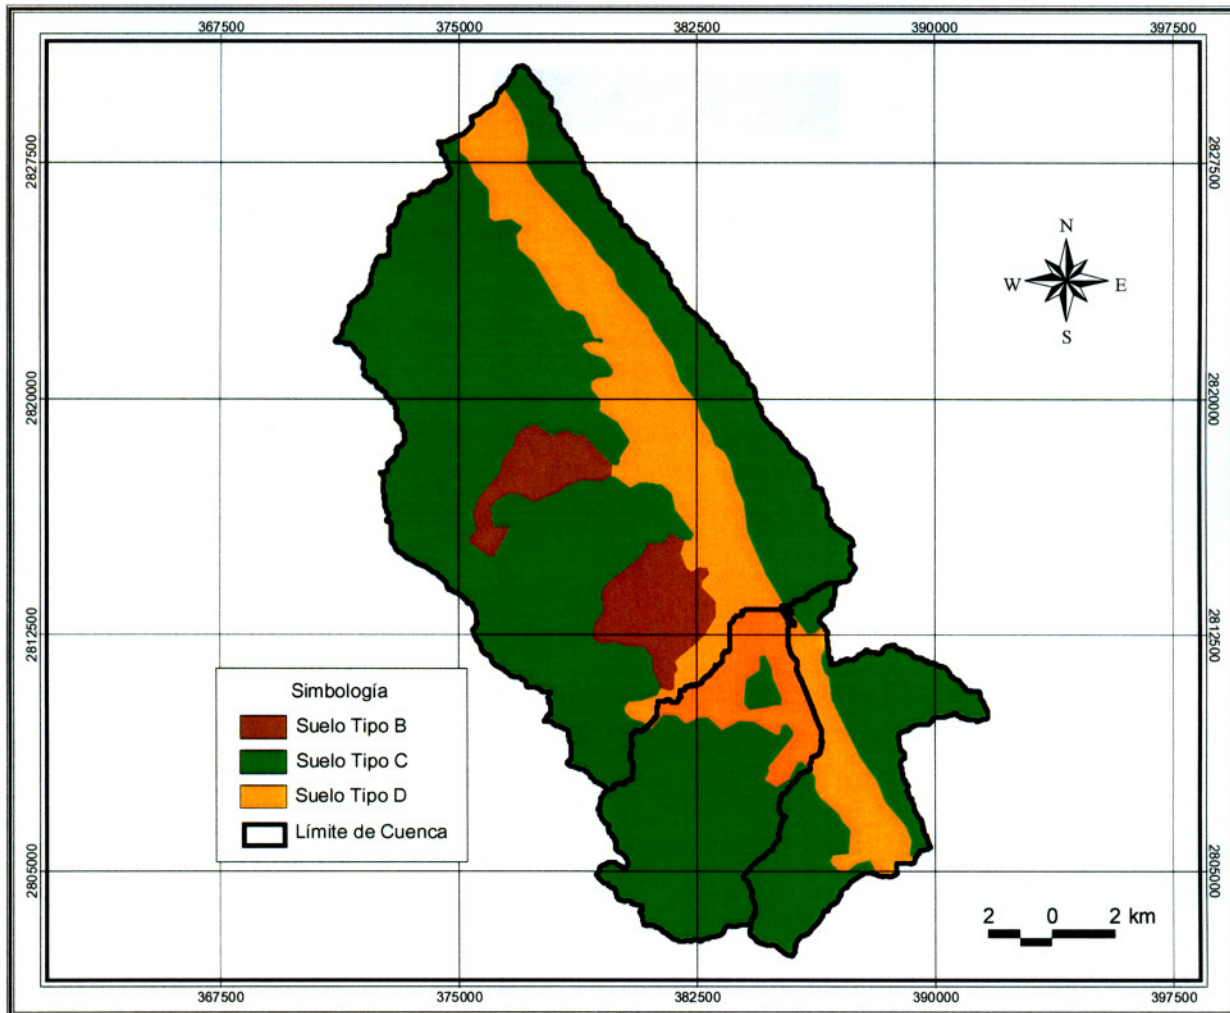 367500 375000 382500 390000 397500
2827500 2827500
N
W E
S
2820000 2820000
2812500 2812500
Simbología
Suelo Tipo B
Suelo Tipo C
Suelo Tipo D
Límite de Cuenca
2805000 2805000
2 0 2 km
367500 375000 382500 390000 397500